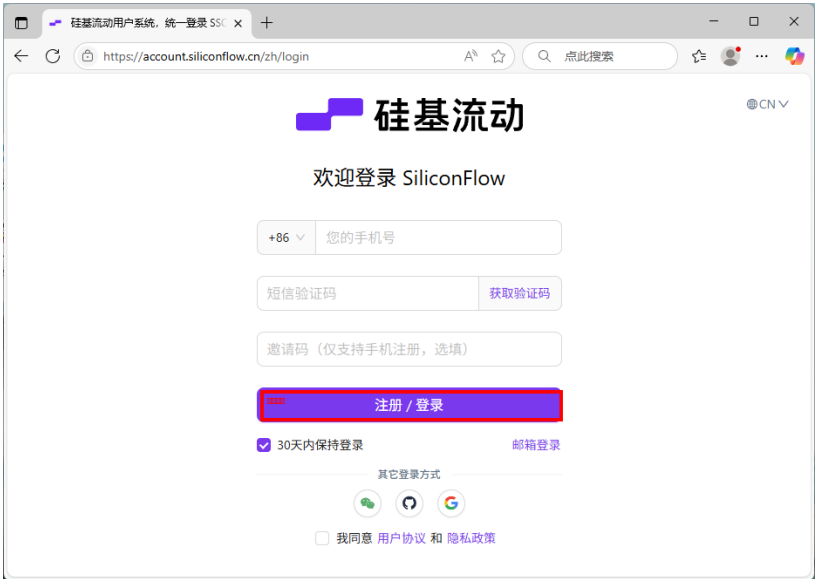 硅基流动用户系统，统一登录 SSO
https://account.siliconflow.cn/zh/login
点此搜索
硅基流动
CN
欢迎登录 SiliconFlow
+86 您的手机号
短信验证码 获取验证码
邀请码（仅支持手机注册，选填）
注册 / 登录
30天内保持登录 邮箱登录
其它登录方式
我同意 用户协议 和 隐私政策